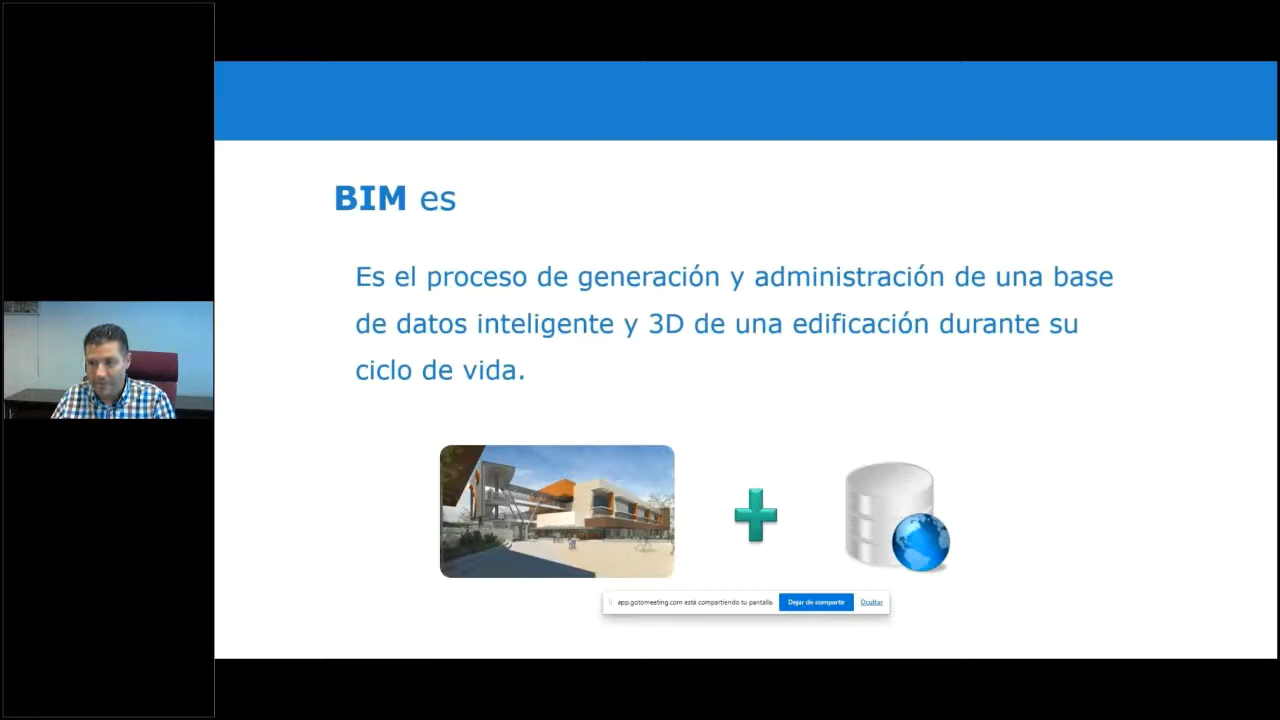 BIM es
Es el proceso de generación y administración de una base
de datos inteligente y 3D de una edificación durante su
ciclo de vida.
app.gotomeeting.com está compartiendo tu pantalla.
Dejar de compartir
Ocultar